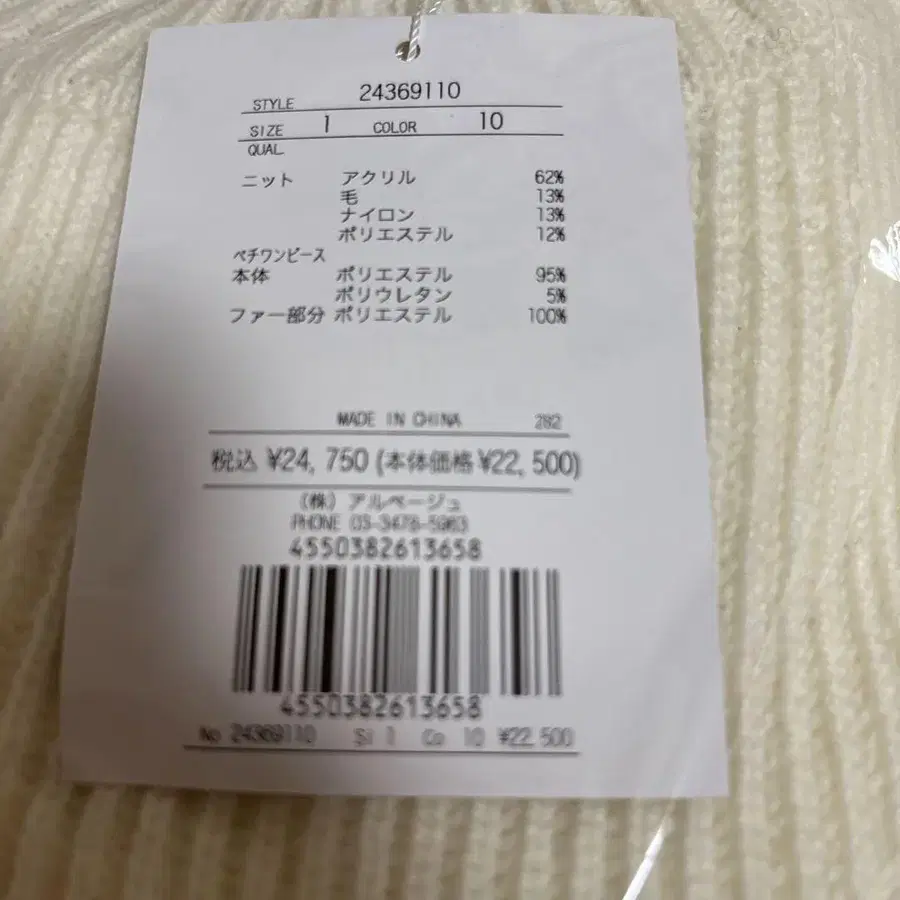 STYLE 24369110
SIZE 1 COLOR 10
QUAL
ニット アクリル 62%
毛 13%
ナイロン 13%
ポリエステル 12%
ペチワンピース
本体 ポリエステル 95%
ポリウレタン 5%
ファー部分 ポリエステル 100%
MADE IN CHINA 282
税込 ¥24,750 (本体価格 ¥22,500)
(株) アルページュ
PHONE
4550382613658
4550382613658
No 24369110 Si 1 Co 10 ¥22,500